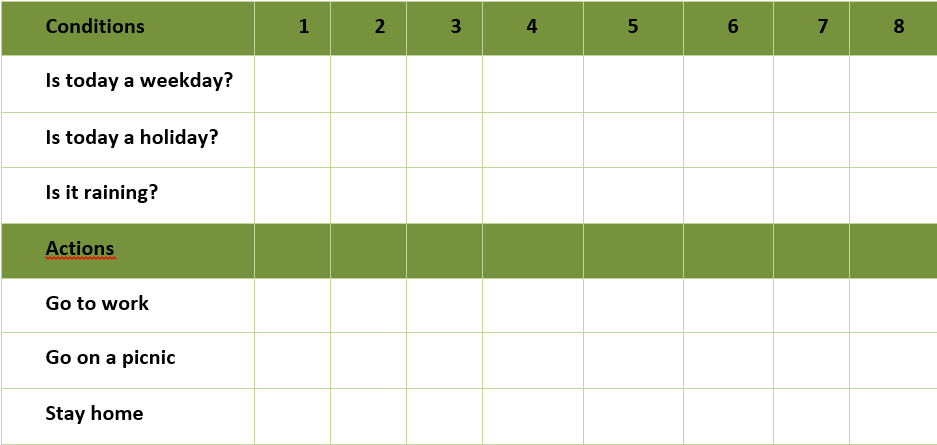 Conditions 1 2 3 4 5 6 7 8
Is today a weekday?
Is today a holiday?
Is it raining?
Actions
Go to work
Go on a picnic
Stay home